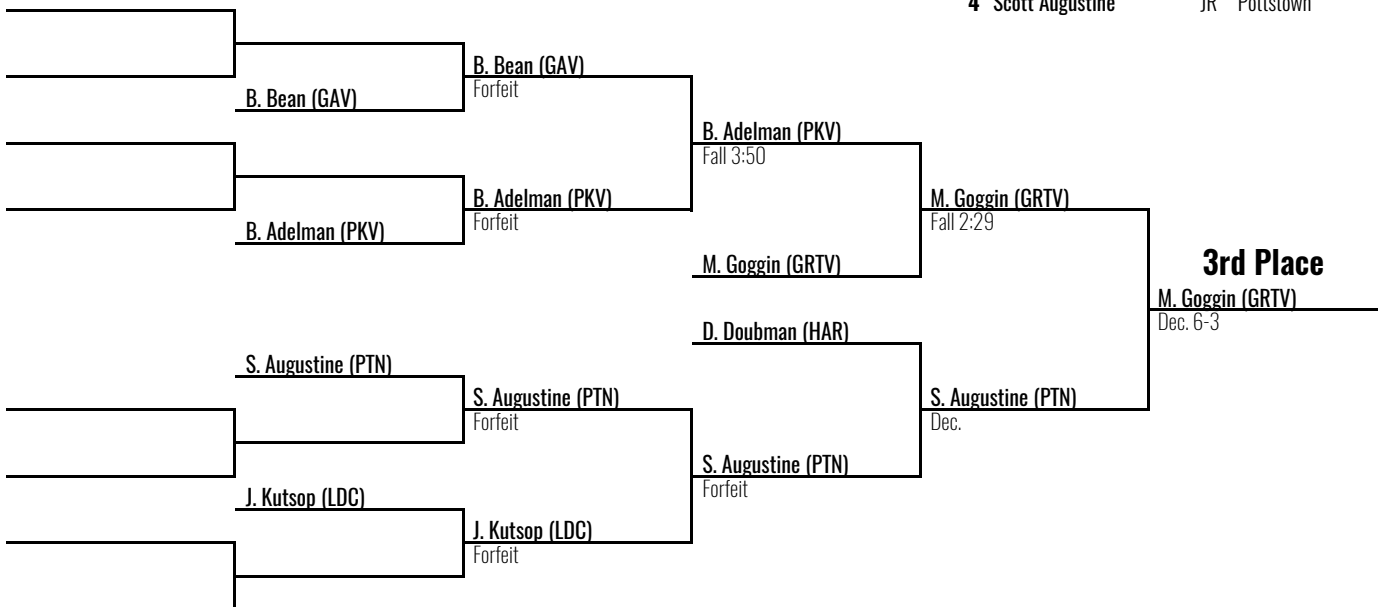 4 Scott Augustine JR Pottstown
B. Bean (GAV)
Forfeit
B. Bean (GAV)
B. Adelman (PKV)
Fall 3:50
B. Adelman (PKV)
Forfeit
M. Goggin (GRTV)
Fall 2:29
B. Adelman (PKV)
M. Goggin (GRTV)
3rd Place
M. Goggin (GRTV)
Dec. 6-3
D. Doubman (HAR)
S. Augustine (PTN)
S. Augustine (PTN)
Forfeit
S. Augustine (PTN)
Dec.
S. Augustine (PTN)
Forfeit
J. Kutsop (LDC)
J. Kutsop (LDC)
Forfeit